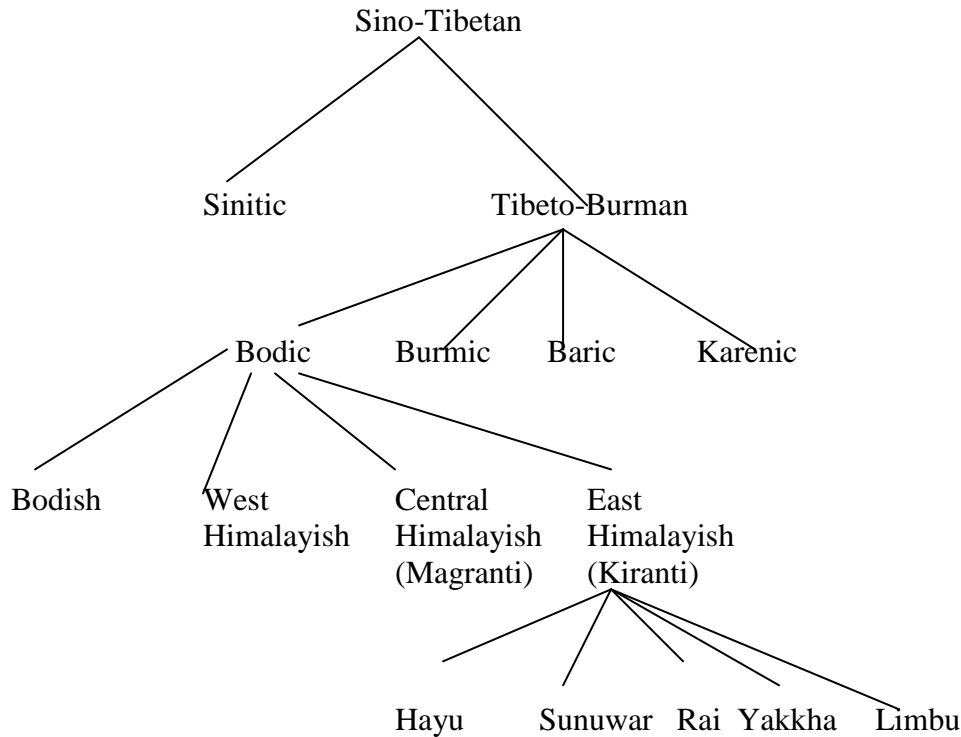 Sino-Tibetan
Sinitic Tibeto-Burman
Bodic Burmic Baric Karenic
Bodish West Central East
Himalayish Himalayish Himalayish
(Magranti) (Kiranti)
Hayu Sunuwar Rai Yakkha Limbu